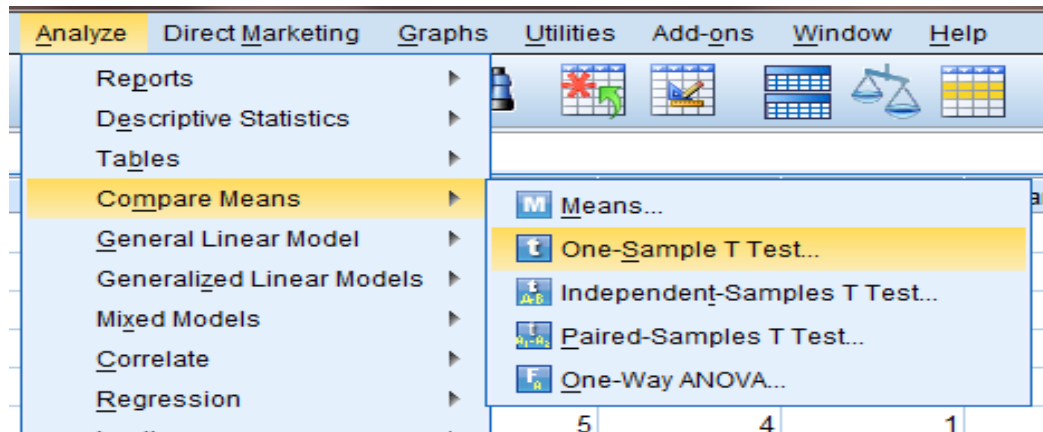 Analyze Direct Marketing Graphs Utilities Add-ons Window Help
Reports
Descriptive Statistics
Tables
Compare Means
General Linear Model
Generalized Linear Models
Mixed Models
Correlate
Regression
M Means...
t One-Sample T Test...
Independent-Samples T Test...
Paired-Samples T Test...
One-Way ANOVA...
5 4 1